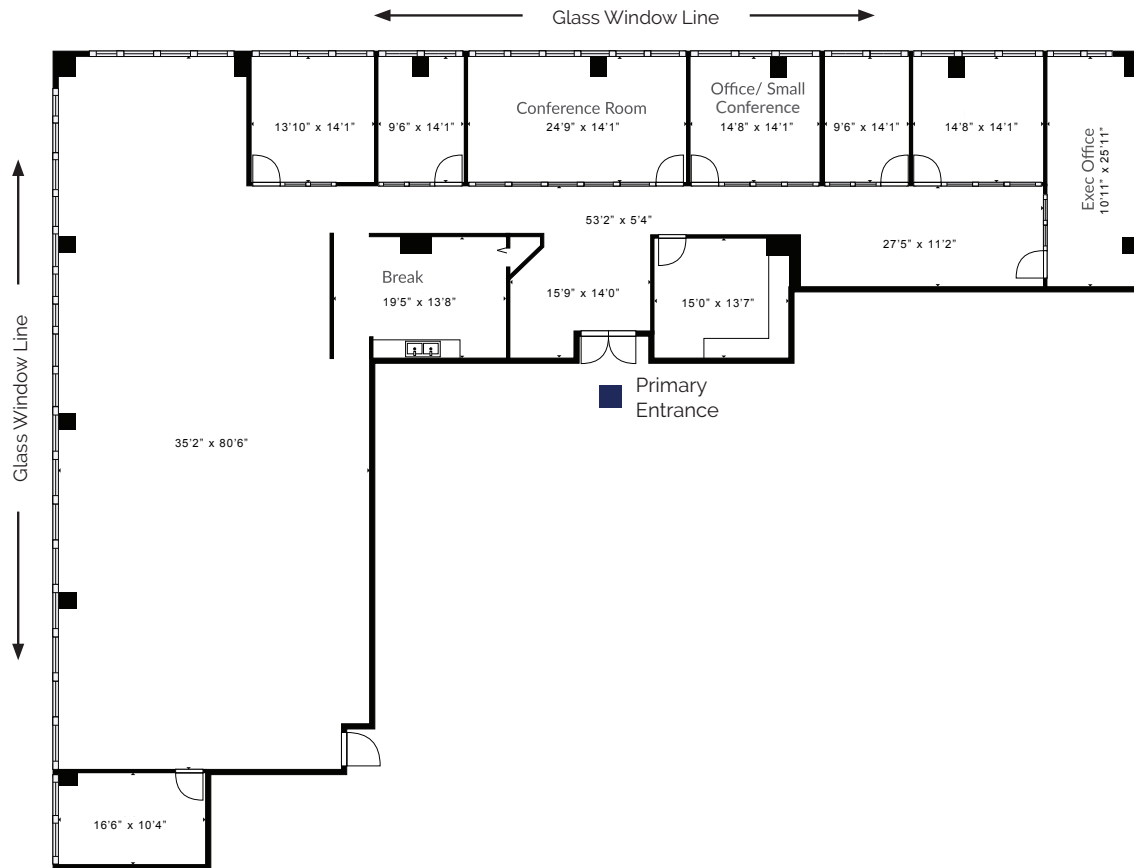 Glass Window Line
Glass Window Line
13’10” x 14’1”
9’6” x 14’1”
Conference Room
24’9” x 14’1”
Office/ Small
Conference
14’8” x 14’1”
9’6” x 14’1”
14’8” x 14’1”
Exec Office
10’11” x 25’11”
53’2” x 5’4”
27’5” x 11’2”
Break
19’5” x 13’8”
15’9” x 14’0”
15’0” x 13’7”
Primary
Entrance
35’2” x 80’6”
16’6” x 10’4”